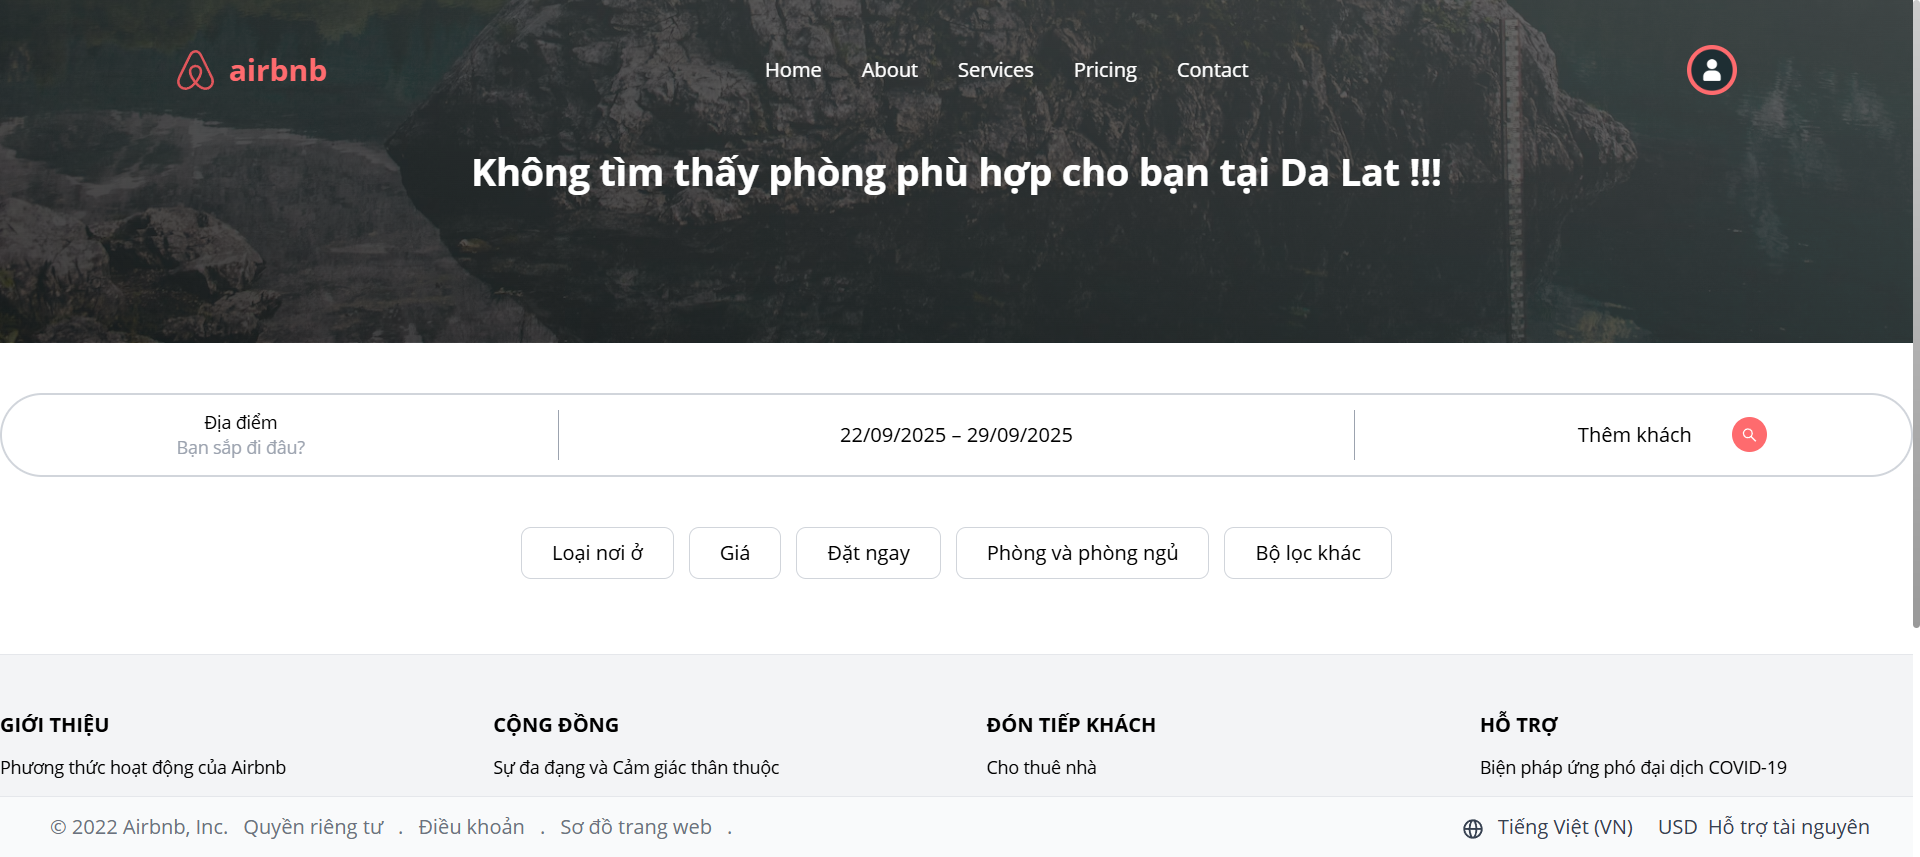 airbnb
Home About Services Pricing Contact
Không tìm thấy phòng phù hợp cho bạn tại Da Lat !!!
Địa điểm
Bạn sắp đi đâu?
22/09/2025 – 29/09/2025
Thêm khách
Loại nơi ở
Giá
Đặt ngay
Phòng và phòng ngủ
Bộ lọc khác
GIỚI THIỆU
Phương thức hoạt động của Airbnb
CỘNG ĐỒNG
Sự đa đạng và Cảm giác thân thuộc
ĐÓN TIẾP KHÁCH
Cho thuê nhà
HỖ TRỢ
Biện pháp ứng phó đại dịch COVID-19
© 2022 Airbnb, Inc. Quyền riêng tư . Điều khoản . Sơ đồ trang web .
Tiếng Việt (VN) USD Hỗ trợ tài nguyên